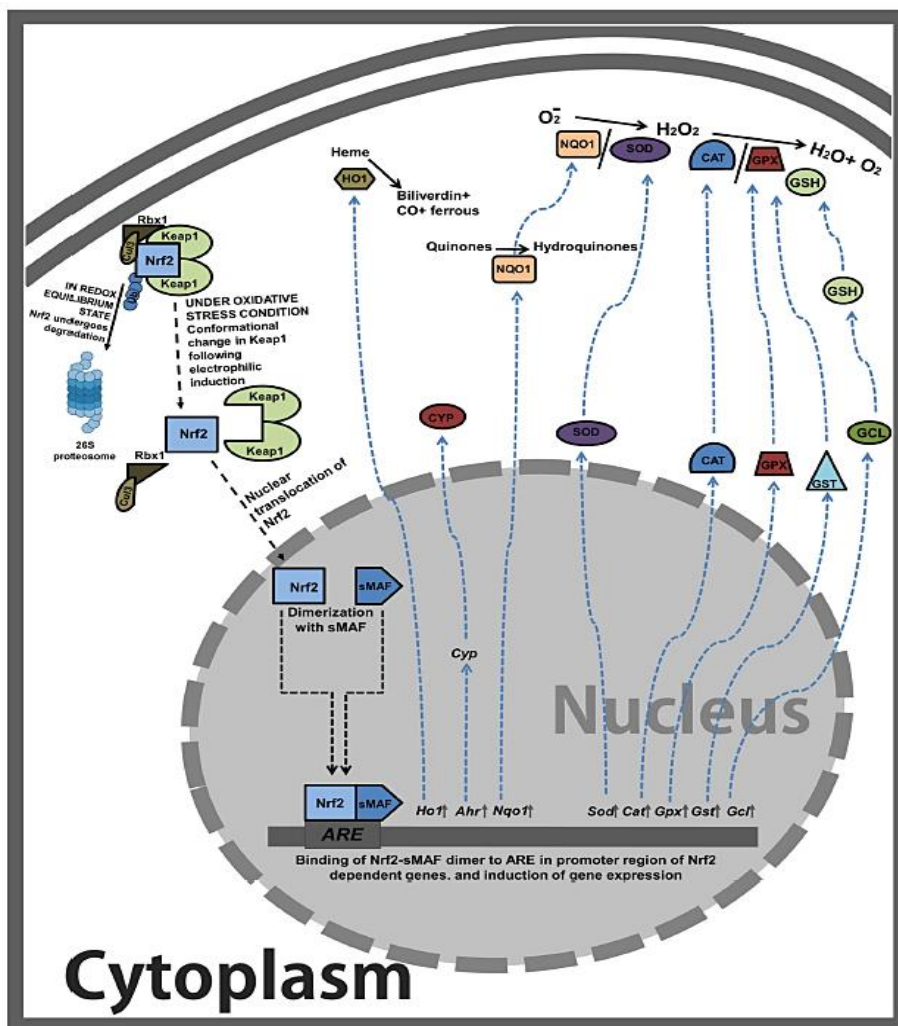 O2-
H2O2
H2O+ O2
NQO1
SOD
CAT
GPX
GSH
Heme
HO1
Biliverdin+
CO+ ferrous
Rbx1
Cul3
Keap1
Nrf2
Keap1
Quinones
Hydroquinones
NQO1
GSH
IN REDOX
EQUILIBRIUM
STATE
Nrf2 undergoes
degradation
UNDER OXIDATIVE
STRESS CONDITION
Conformational
change in Keap1
following
electrophilic
induction
26S
proteosome
Nrf2
Keap1
Keap1
Rbx1
Cul3
CYP
SOD
CAT
GPX
GST
GCL
Nuclear
translocation of
Nrf2
Nrf2
sMAF
Dimerization
with sMAF
Cyp
Nucleus
Nrf2
sMAF
ARE
Ho1↑ Ahr↑ Nqo1↑ Sod↑ Cat↑ Gpx↑ Gst↑ Gcl↑
Binding of Nrf2-sMAF dimer to ARE in promoter region of Nrf2
dependent genes. and induction of gene expression
Cytoplasm